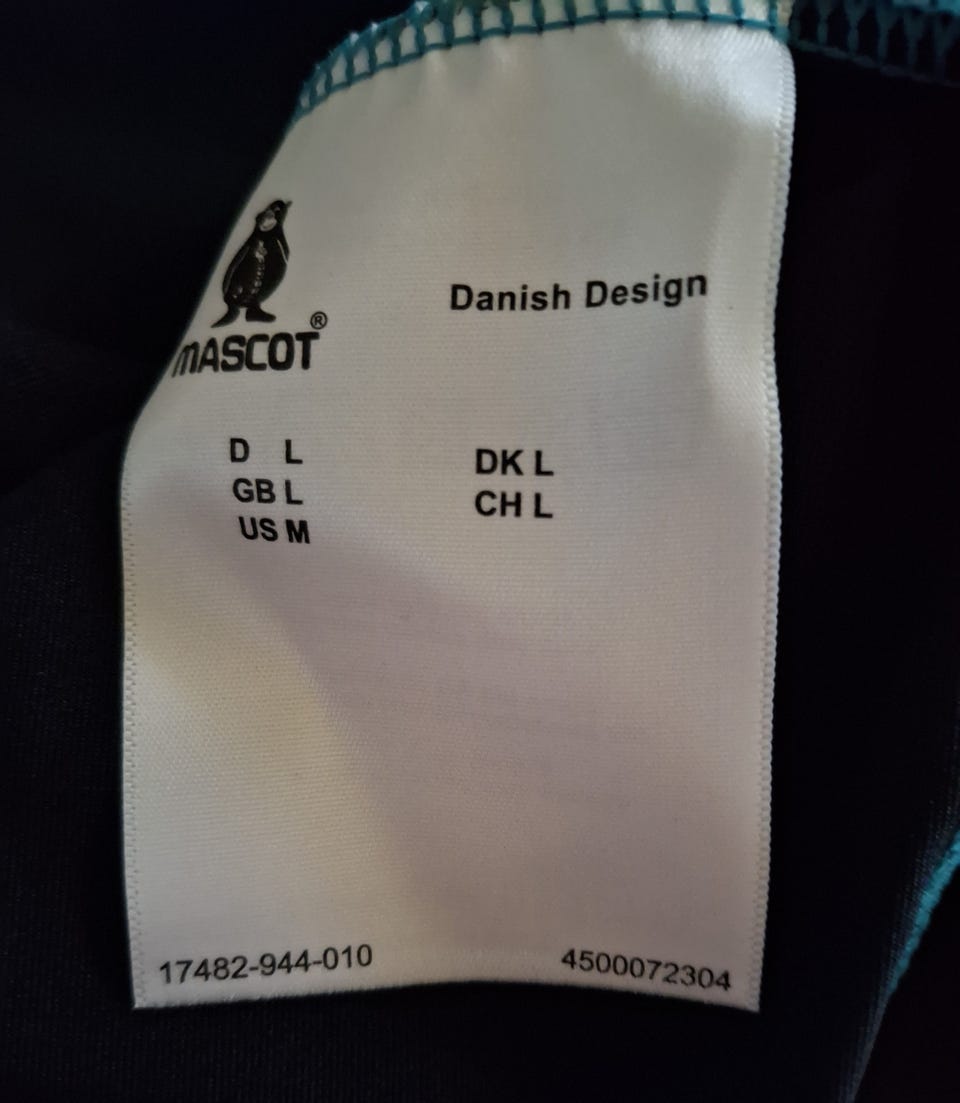 ®
MASCOT
Danish Design
D L
GB L
US M
DK L
CH L
17482-944-010
4500072304